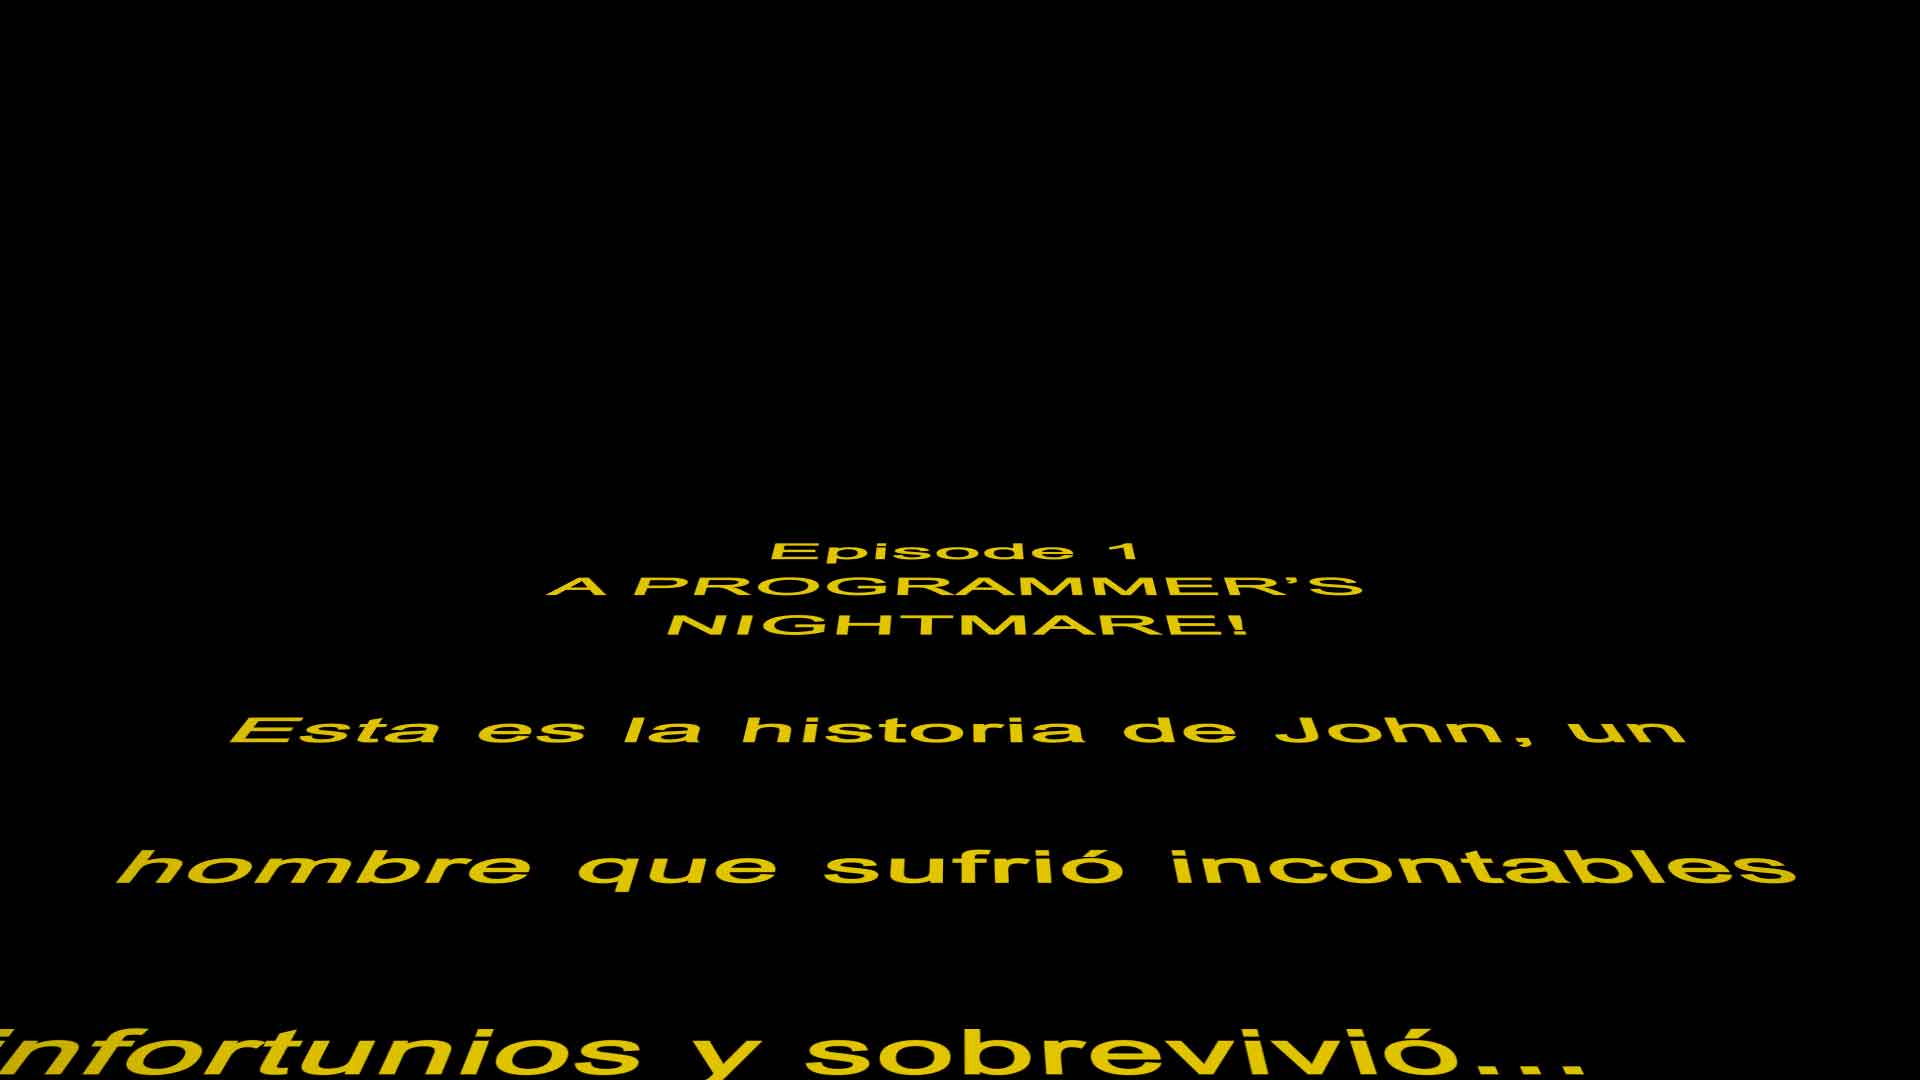 Episode 1
A PROGRAMMER’S
NIGHTMARE!
Esta es la historia de John, un
hombre que sufrió incontables
infortunios y sobrevivió...